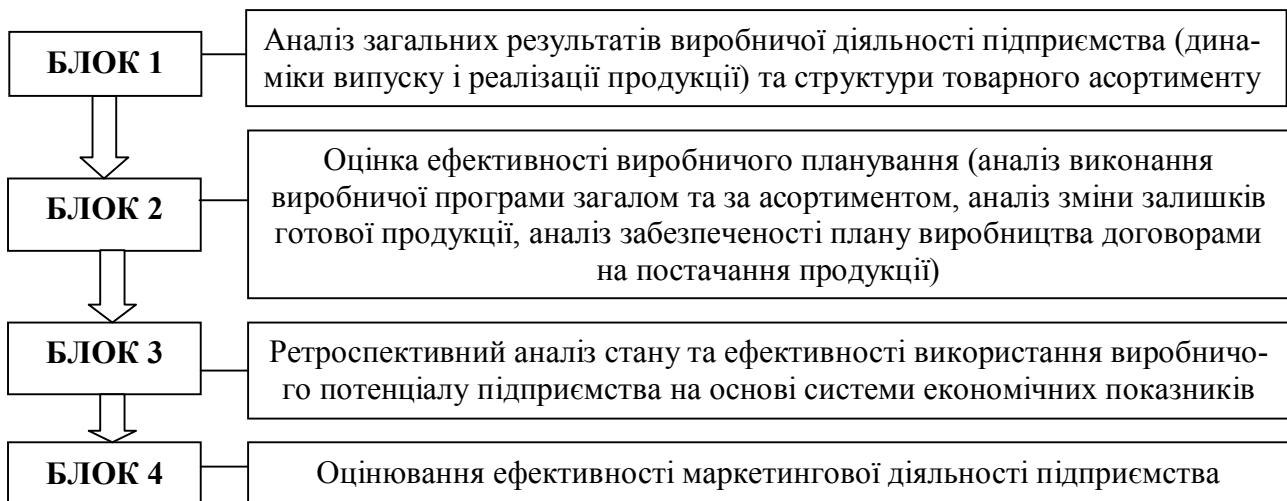 БЛОК 1
Аналіз загальних результатів виробничої діяльності підприємства (дина-
міки випуску і реалізації продукції) та структури товарного асортименту
БЛОК 2
Оцінка ефективності виробничого планування (аналіз виконання
виробничої програми загалом та за асортиментом, аналіз зміни залишків
готової продукції, аналіз забезпеченості плану виробництва договорами
на постачання продукції)
БЛОК 3
Ретроспективний аналіз стану та ефективності використання виробничо-
го потенціалу підприємства на основі системи економічних показників
БЛОК 4
Оцінювання ефективності маркетингової діяльності підприємства